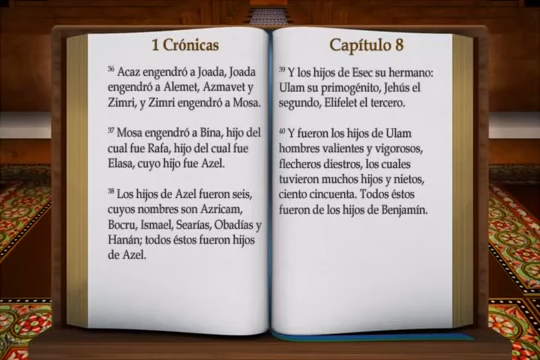 1 Crónicas
36 Acaz engendró a Joada, Joada
engendró a Alemet, Azmavet y
Zimri, y Zimri engendró a Mosa.
37 Mosa engendró a Bina, hijo del
cual fue Rafa, hijo del cual fue
Elasa, cuyo hijo fue Azel.
38 Los hijos de Azel fueron seis,
cuyos nombres son Azricam,
Bocru, Ismael, Searías, Obadías y
Hanán; todos éstos fueron hijos
de Azel.
Capítulo 8
39 Y los hijos de Esec su hermano:
Ulam su primogénito, Jehús el
segundo, Elifelet el tercero.
40 Y fueron los hijos de Ulam
hombres valientes y vigorosos,
flecheros diestros, los cuales
tuvieron muchos hijos y nietos,
ciento cincuenta. Todos éstos
fueron de los hijos de Benjamín.